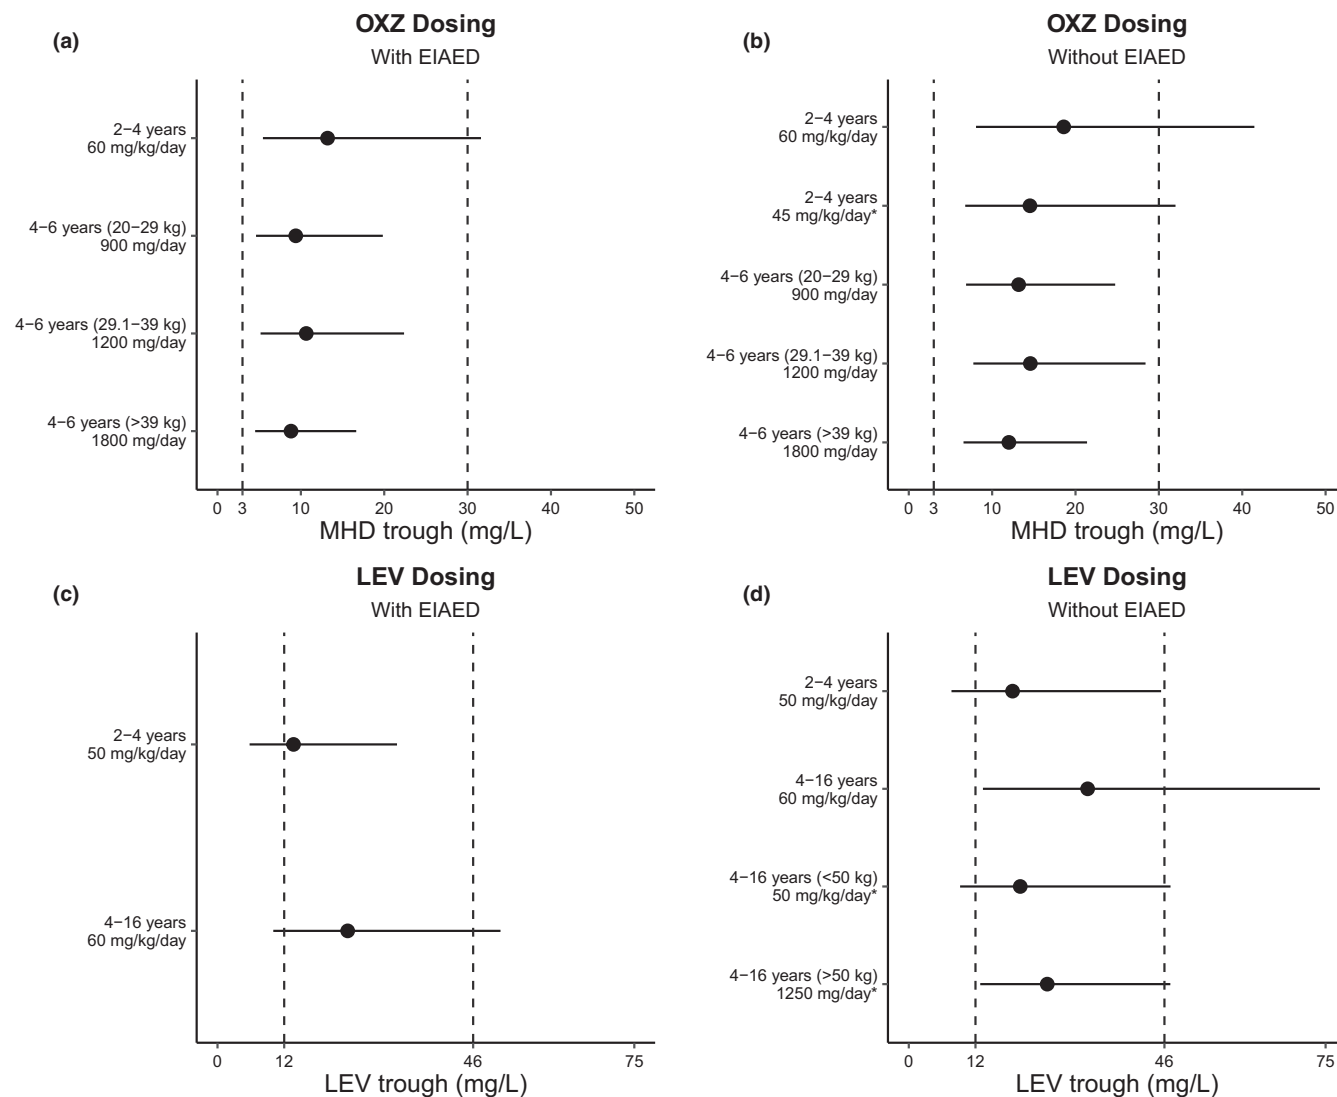 (a)
OXZ Dosing
With EIAED
2−4 years
60 mg/kg/day
4−6 years (20−29 kg)
900 mg/day
4−6 years (29.1−39 kg)
1200 mg/day
4−6 years (>39 kg)
1800 mg/day
0 3 10 20 30 40 50
MHD trough (mg/L)
(b)
OXZ Dosing
Without EIAED
2−4 years
60 mg/kg/day
2−4 years
45 mg/kg/day*
4−6 years (20−29 kg)
900 mg/day
4−6 years (29.1−39 kg)
1200 mg/day
4−6 years (>39 kg)
1800 mg/day
0 3 10 20 30 40 50
MHD trough (mg/L)
(c)
LEV Dosing
With EIAED
2−4 years
50 mg/kg/day
4−16 years
60 mg/kg/day
0 12 46 75
LEV trough (mg/L)
(d)
LEV Dosing
Without EIAED
2−4 years
50 mg/kg/day
4−16 years
60 mg/kg/day
4−16 years (<50 kg)
50 mg/kg/day*
4−16 years (>50 kg)
1250 mg/day*
0 12 46 75
LEV trough (mg/L)